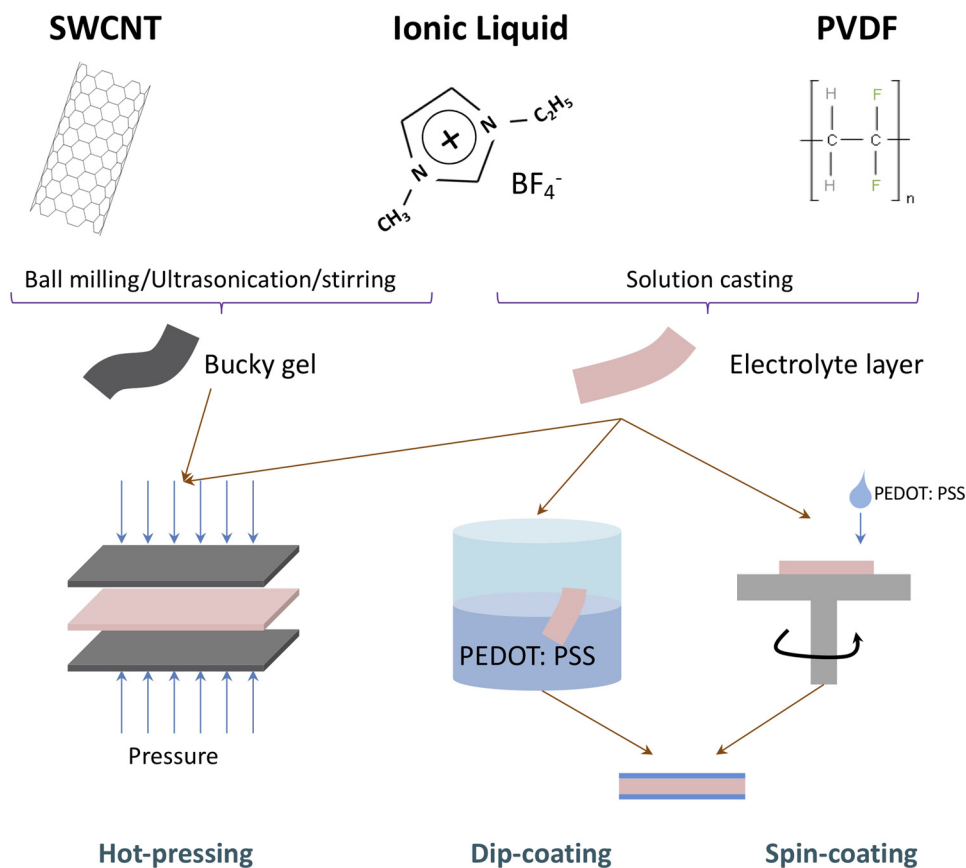 SWCNT
Ionic Liquid
PVDF
N
C₂H₅
+
N
CH₃
BF₄⁻
H
F
C
C
H
F
n
Ball milling/Ultrasonication/stirring
Solution casting
Bucky gel
Electrolyte layer
PEDOT: PSS
PEDOT: PSS
Pressure
Hot-pressing
Dip-coating
Spin-coating